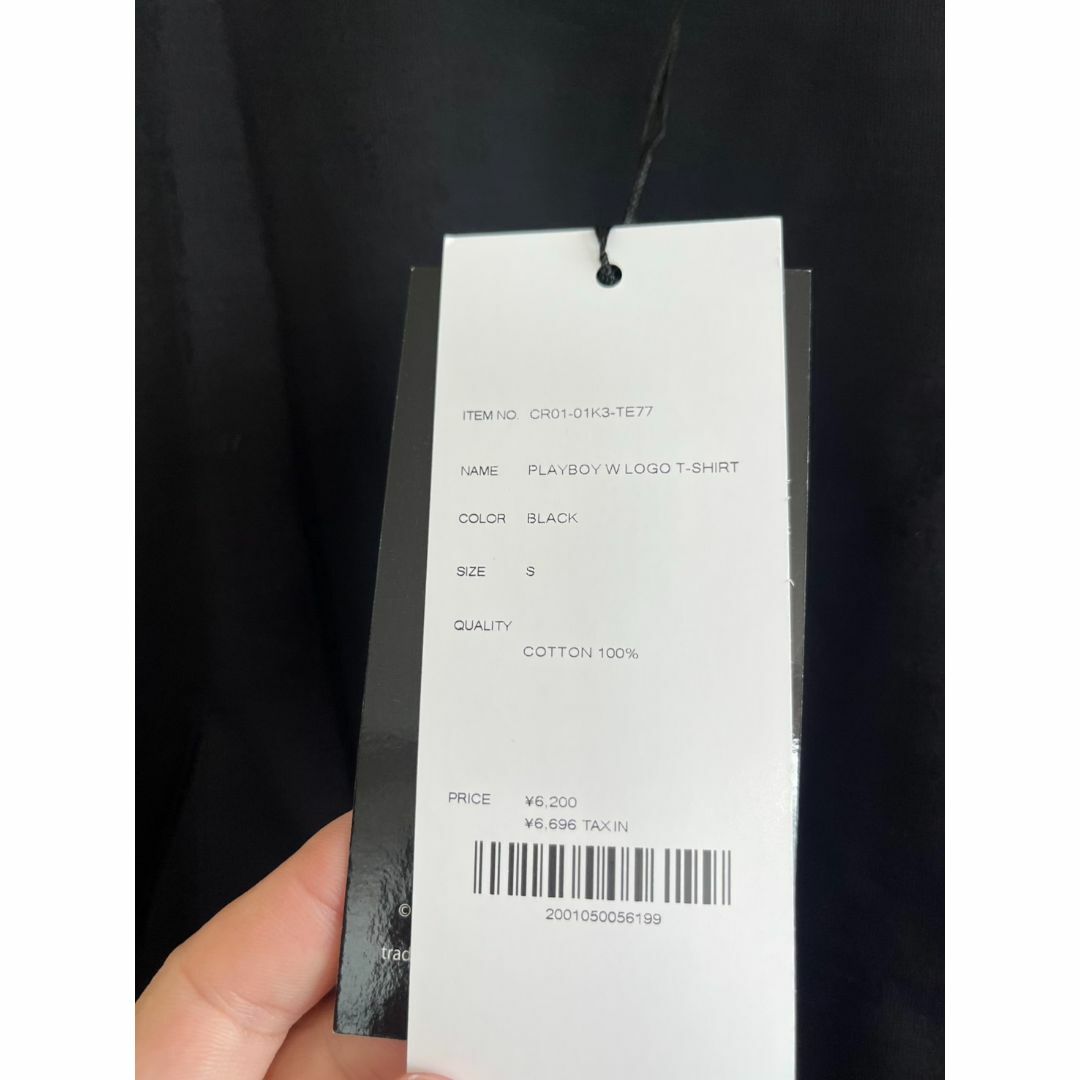 ITEM NO. CR01-01K3-TE77
NAME PLAYBOY W LOGO T-SHIRT
COLOR BLACK
SIZE S
QUALITY
COTTON 100%
PRICE ¥6,200
¥6,696 TAX IN
2001050056199
©
trad